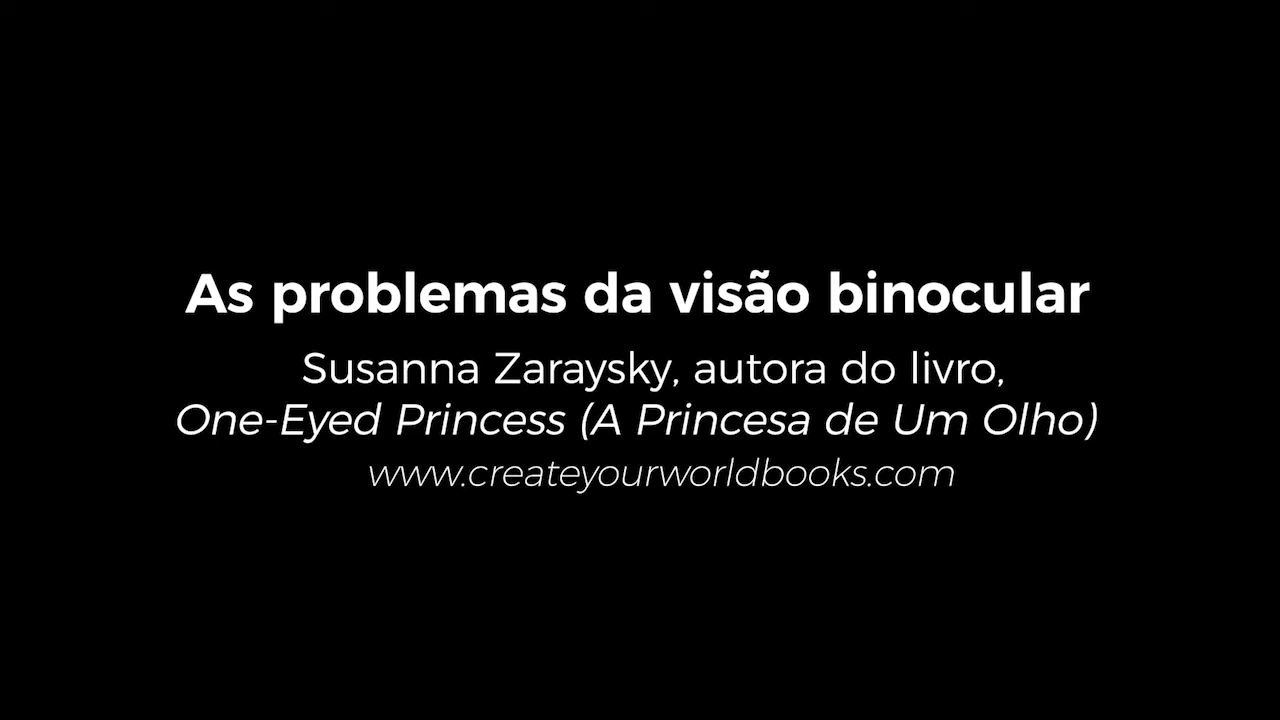 As problemas da visão binocular
Susanna Zaraysky, autora do livro,
One-Eyed Princess (A Princesa de Um Olho)
www.createyourworldbooks.com